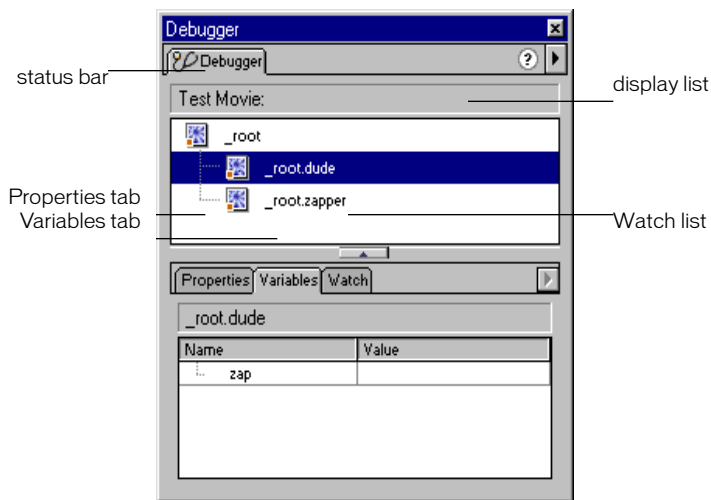 Debugger
Debugger
?
status bar
display list
Test Movie:
_root
_root.dude
Properties tab
_root.zapper
Variables tab
Watch list
Properties Variables Watch
_root.dude
Name Value
zap